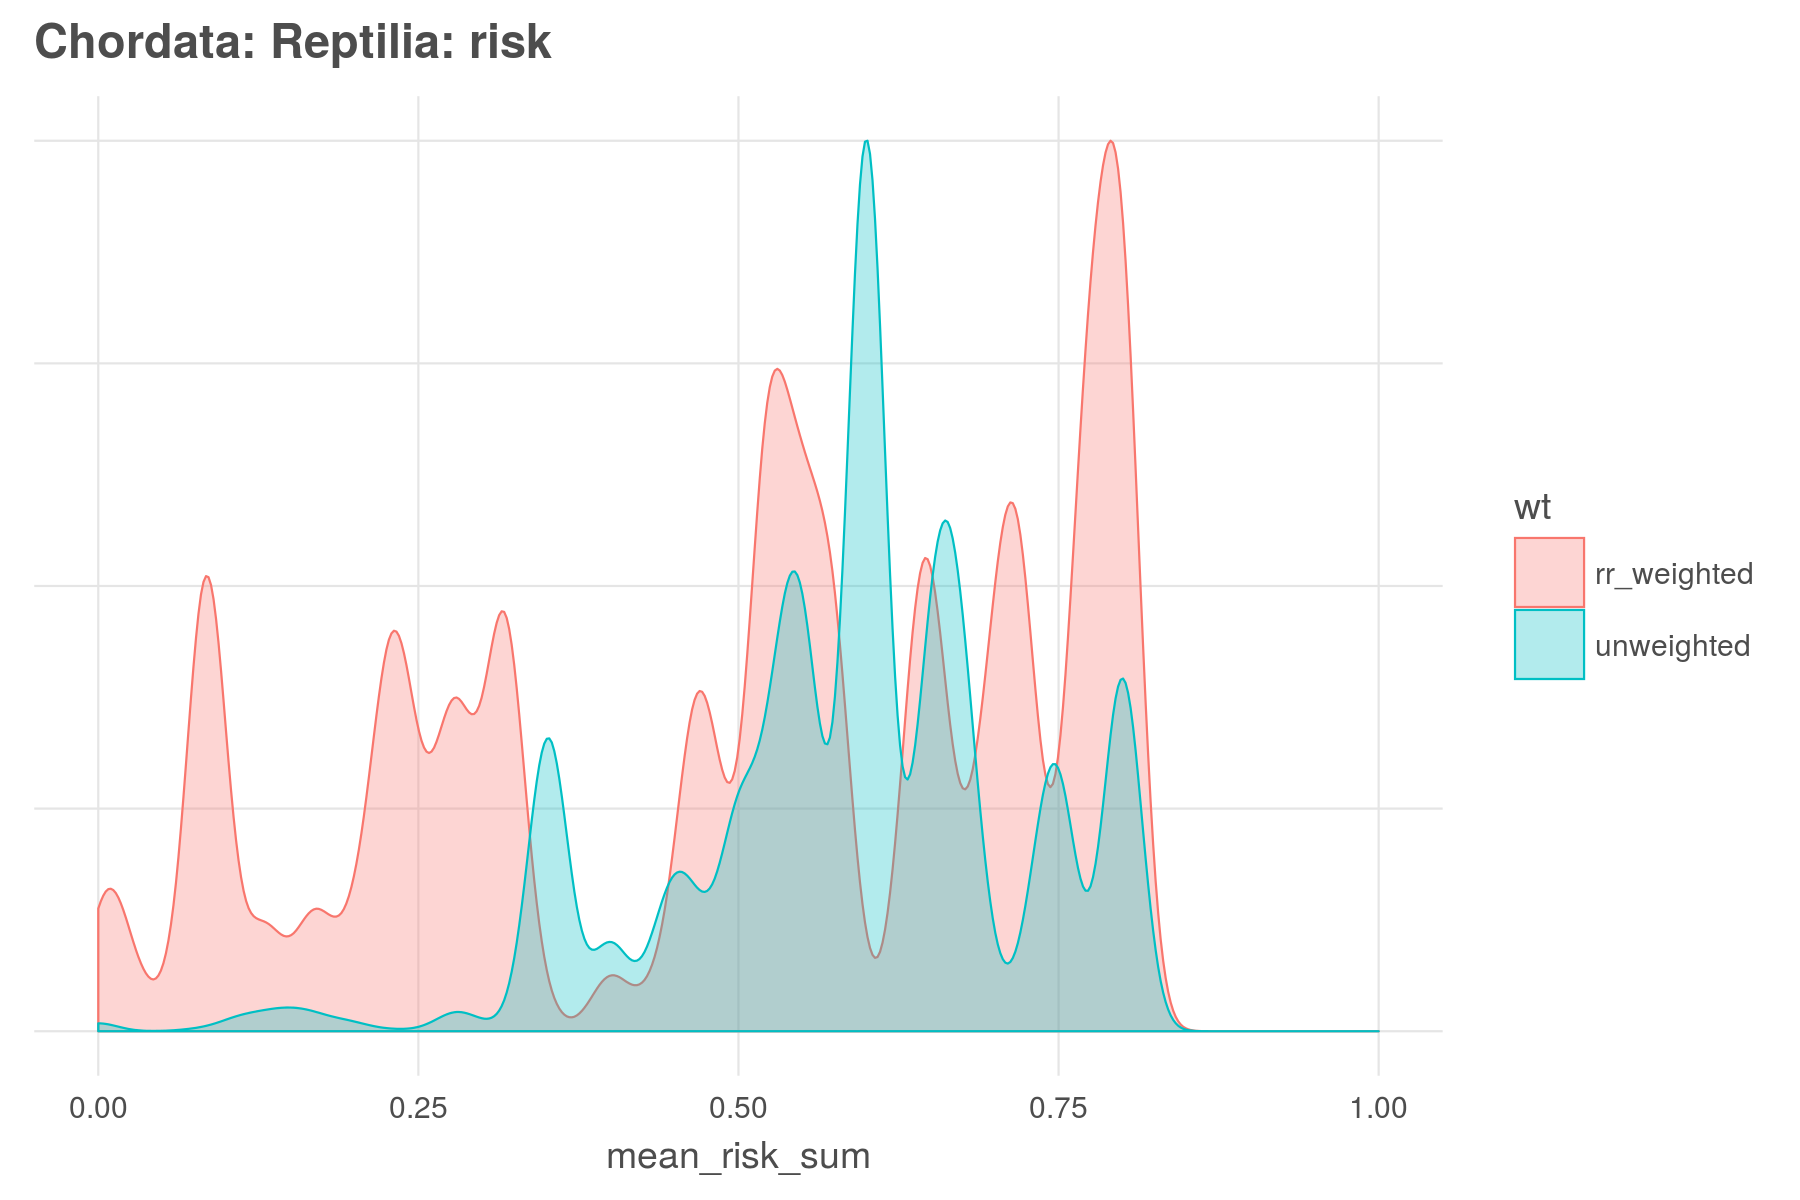 Chordata: Reptilia: risk
wt
rr_weighted
unweighted
0.00 0.25 0.50 0.75 1.00
mean_risk_sum